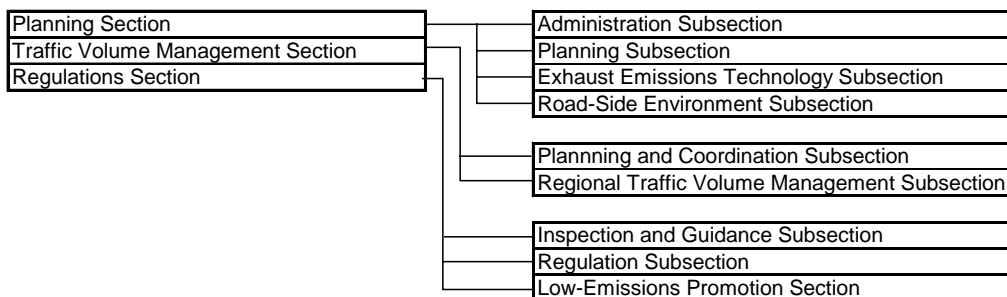 Planning Section
Traffic Volume Management Section
Regulations Section
Administration Subsection
Planning Subsection
Exhaust Emissions Technology Subsection
Road-Side Environment Subsection
Plannning and Coordination Subsection
Regional Traffic Volume Management Subsection
Inspection and Guidance Subsection
Regulation Subsection
Low-Emissions Promotion Section